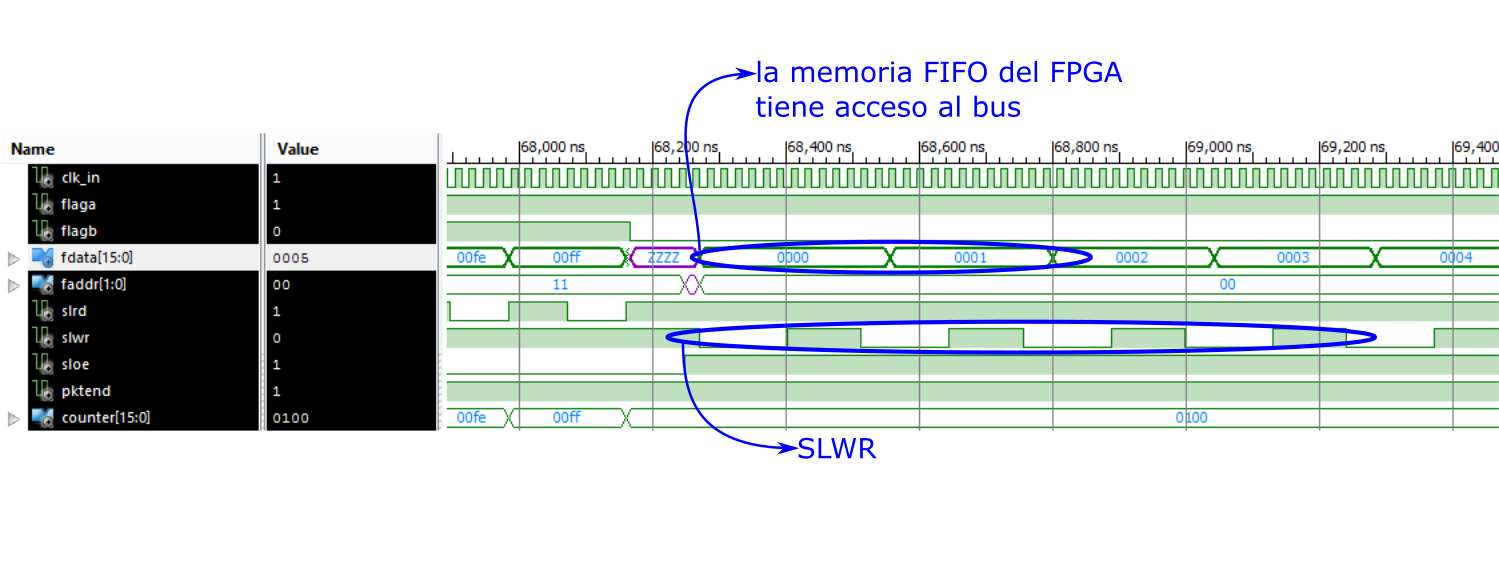 la memoria FIFO del FPGA
tiene acceso al bus
Name Value 68,000 ns 68,200 ns 68,400 ns 68,600 ns 68,800 ns 69,000 ns 69,200 ns 69,400
clk_in 1
flaga 1
flagb 0
fdata[15:0] 0005 00fe 00ff ZZZZ 0000 0001 0002 0003 0004
faddr[1:0] 00 11 00
slrd 1
slwr 0
sloe 1
pktend 1
counter[15:0] 0100 00fe 00ff 0100
SLWR